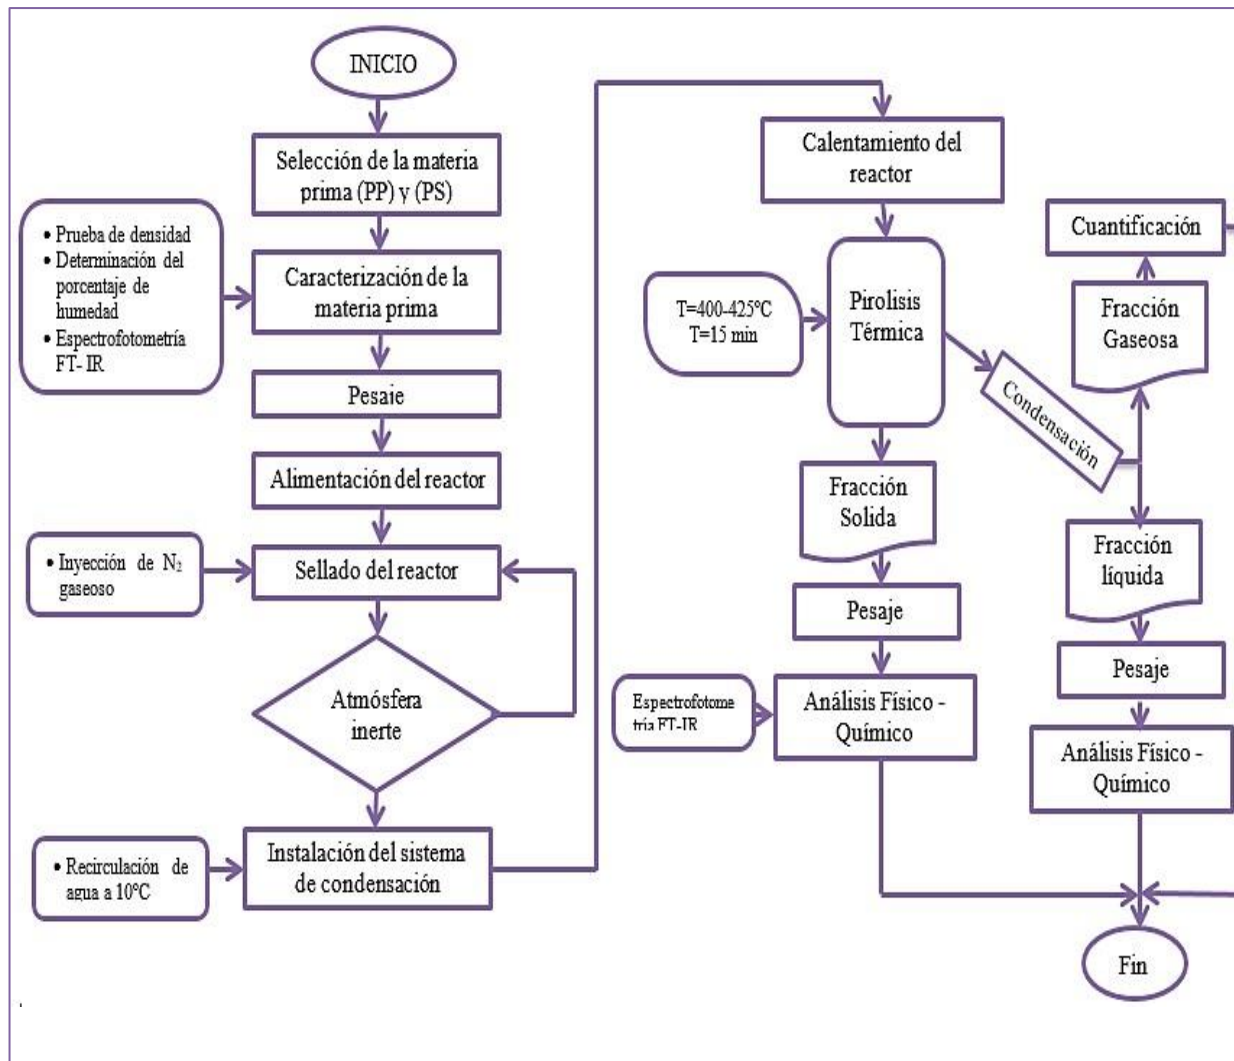 INICIO
Selección de la materia
prima (PP) y (PS)
• Prueba de densidad
• Determinación del
porcentaje de
humedad
• Espectrofotometría
FT- IR
Caracterización de la
materia prima
Pesaje
Alimentación del reactor
• Inyección de N₂
gaseoso
Sellado del reactor
Atmósfera
inerte
• Recirculación de
agua a 10ºC
Instalación del sistema
de condensación
Calentamiento del
reactor
T=400-425ºC
T=15 min
Pirolisis
Térmica
Condensación
Cuantificación
Fracción
Gaseosa
Fracción
Solida
Pesaje
Espectrofotome
tría FT-IR
Análisis Físico -
Químico
Fracción
líquida
Pesaje
Análisis Físico -
Químico
Fin